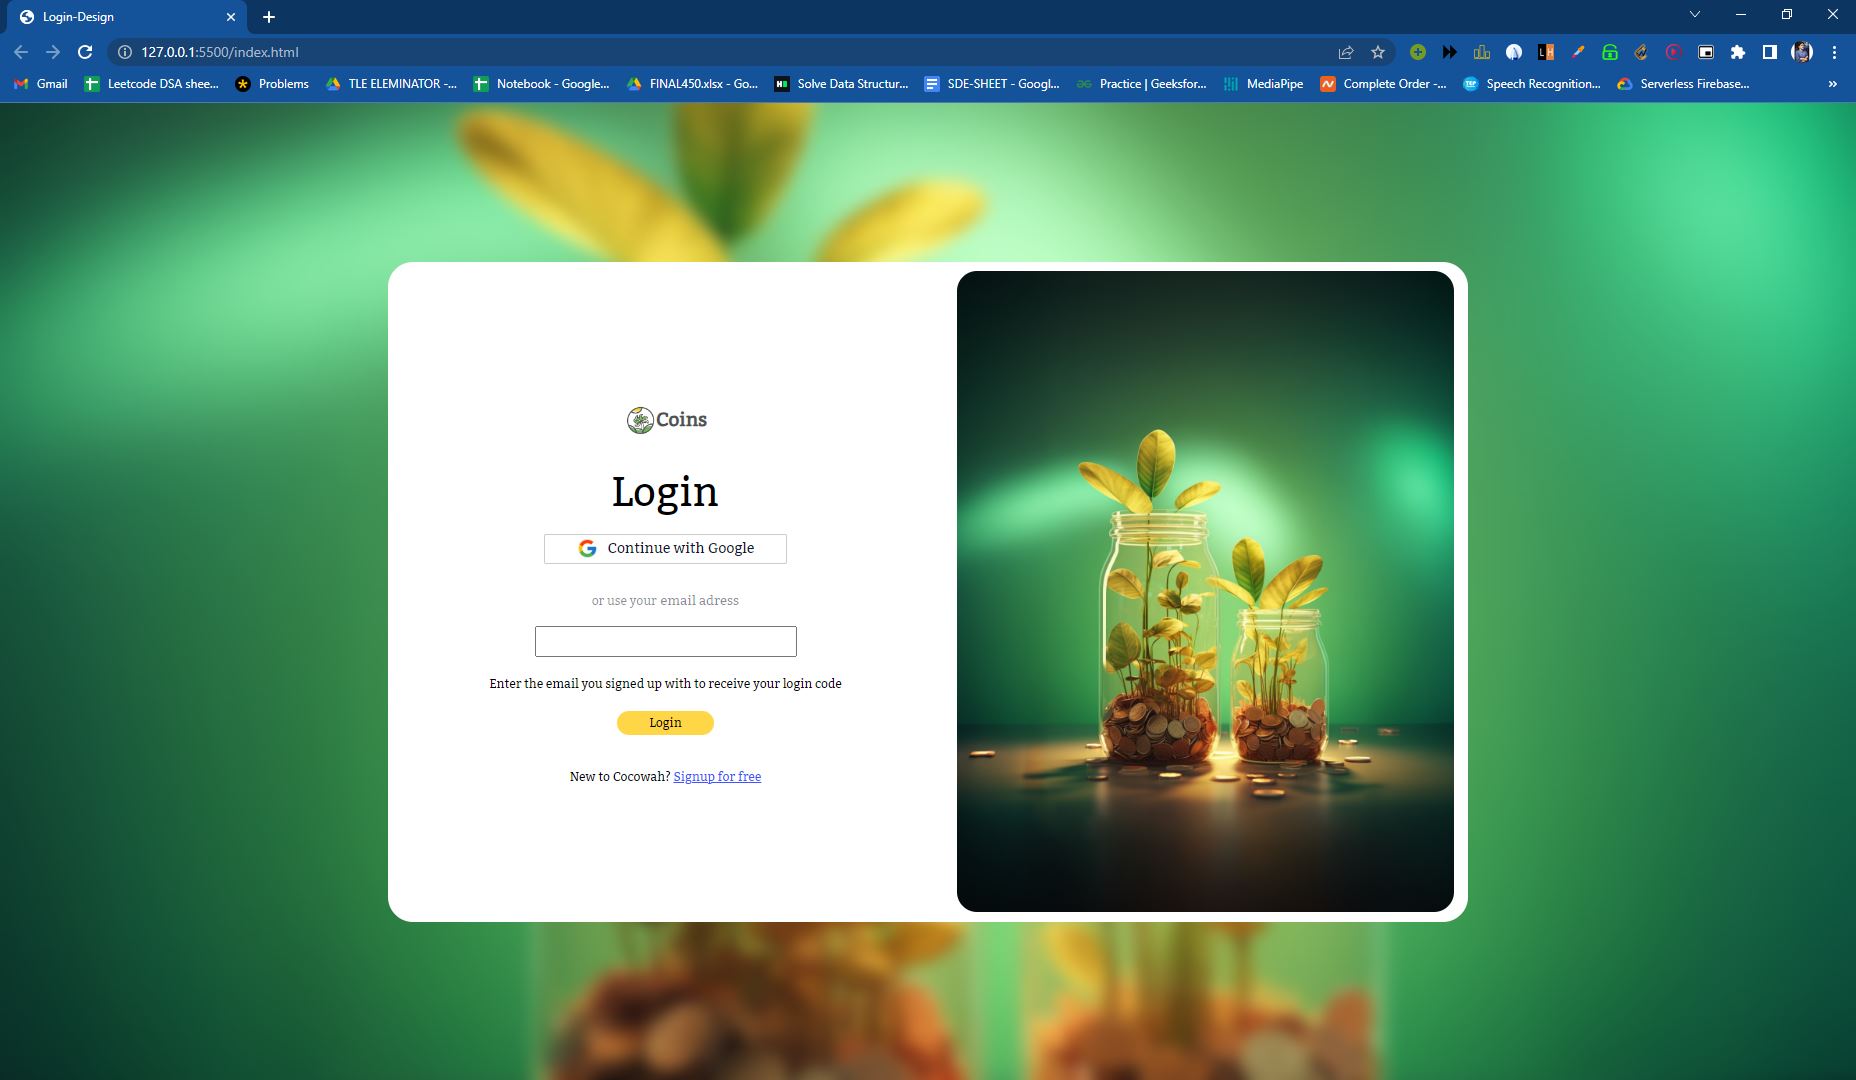 Login-Design
127.0.0.1:5500/index.html
Gmail
Leetcode DSA shee...
Problems
TLE ELEMINATOR -...
Notebook - Google...
FINAL450.xlsx - Go...
Solve Data Structur...
SDE-SHEET - Googl...
Practice | Geeksfor...
MediaPipe
Complete Order -...
Speech Recognition...
Serverless Firebase...
Coins
Login
Continue with Google
or use your email adress
Enter the email you signed up with to receive your login code
Login
New to Cocowah? Signup for free